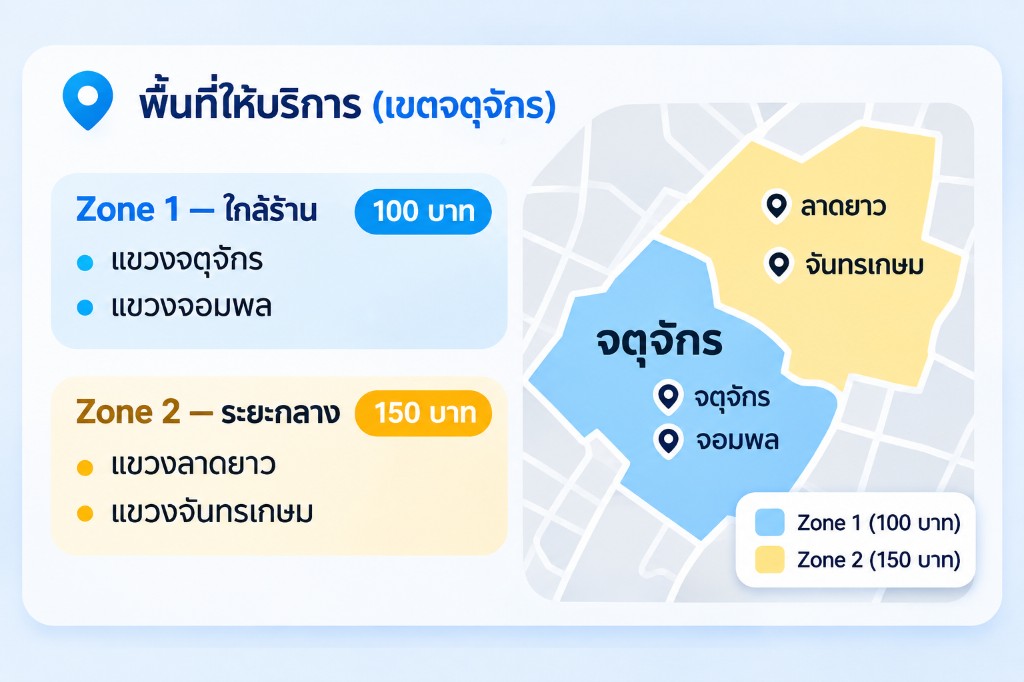 พื้นที่ให้บริการ (เขตจตุจักร)
Zone 1 — ใกล้ร้าน
100 บาท
แขวงจตุจักร
แขวงจอมพล
Zone 2 — ระยะกลาง
150 บาท
แขวงลาดยาว
แขวงจันทรเกษม
ลาดยาว
จันทรเกษม
จตุจักร
จตุจักร
จอมพล
Zone 1 (100 บาท)
Zone 2 (150 บาท)